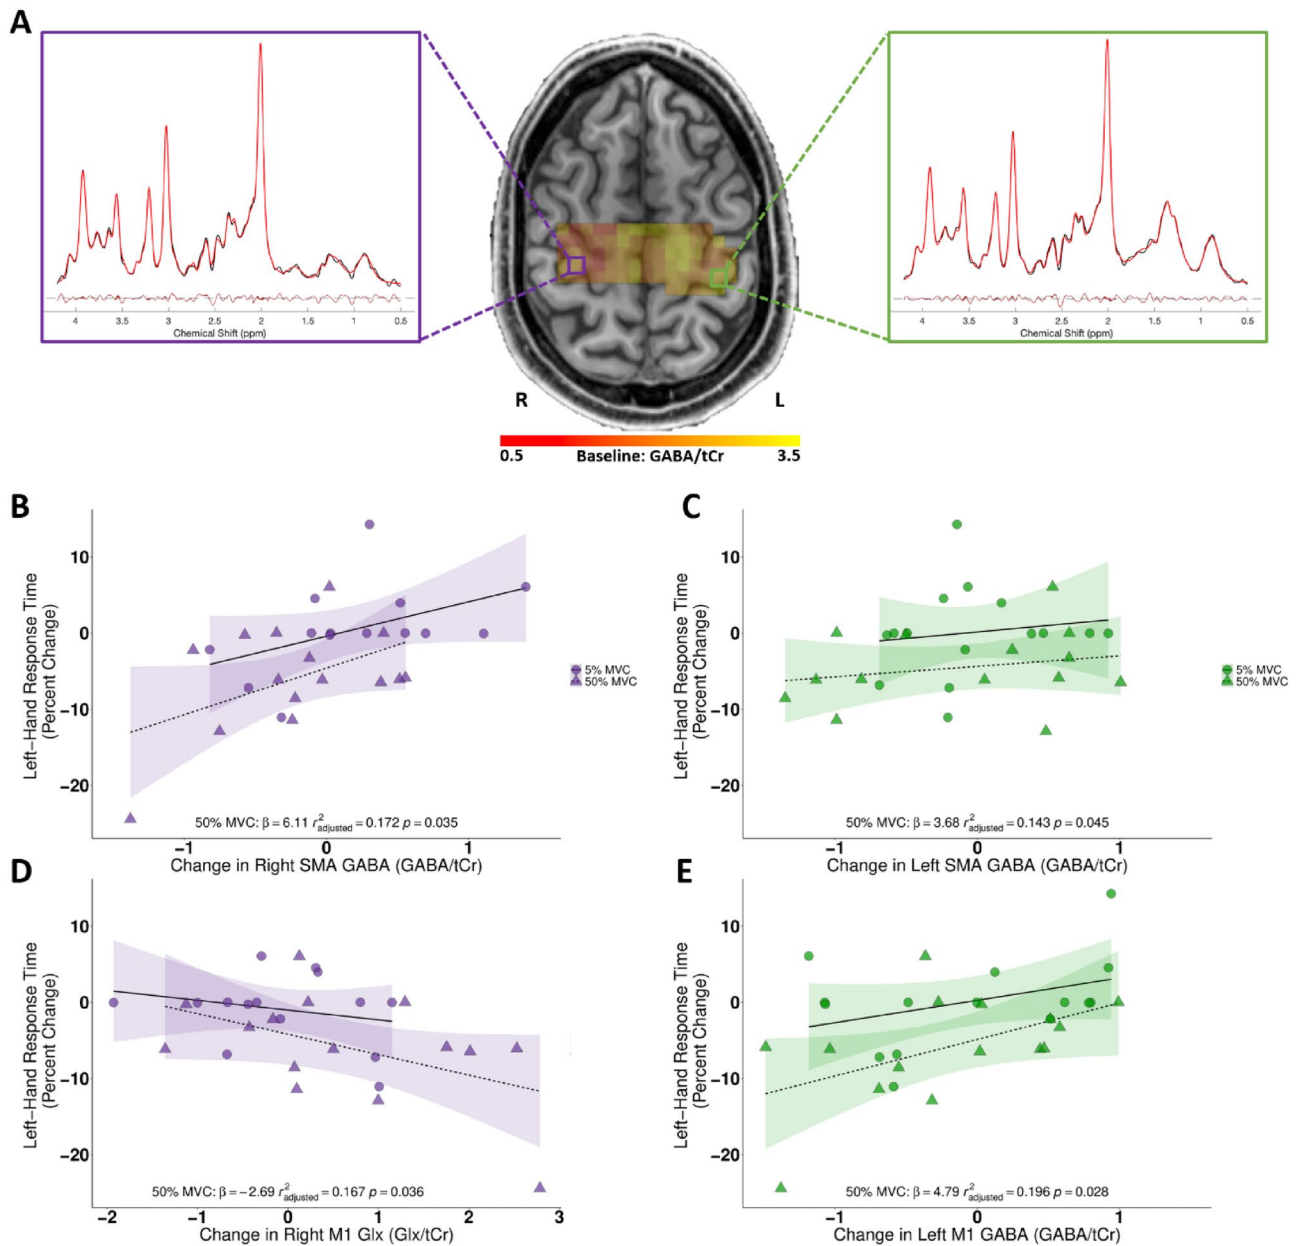 A
4 3.5 3 2.5 2 1.5 1 0.5
Chemical Shift (ppm)
4 3.5 3 2.5 2 1.5 1 0.5
Chemical Shift (ppm)
R L
0.5 Baseline: GABA/tCr 3.5
B
Left−Hand Response Time
(Percent Change)
10
0
−10
−20
50% MVC: β = 6.11 r²adjusted = 0.172 p = 0.035
−1 0 1
Change in Right SMA GABA (GABA/tCr)
5% MVC
50% MVC
C
Left−Hand Response Time
(Percent Change)
10
0
−10
−20
50% MVC: β = 3.68 r²adjusted = 0.143 p = 0.045
−1 0 1
Change in Left SMA GABA (GABA/tCr)
5% MVC
50% MVC
D
Left−Hand Response Time
(Percent Change)
10
0
−10
−20
50% MVC: β = −2.69 r²adjusted = 0.167 p = 0.036
−2 −1 0 1 2 3
Change in Right M1 Glx (Glx/tCr)
E
Left−Hand Response Time
(Percent Change)
10
0
−10
−20
50% MVC: β = 4.79 r²adjusted = 0.196 p = 0.028
−1 0 1
Change in Left M1 GABA (GABA/tCr)